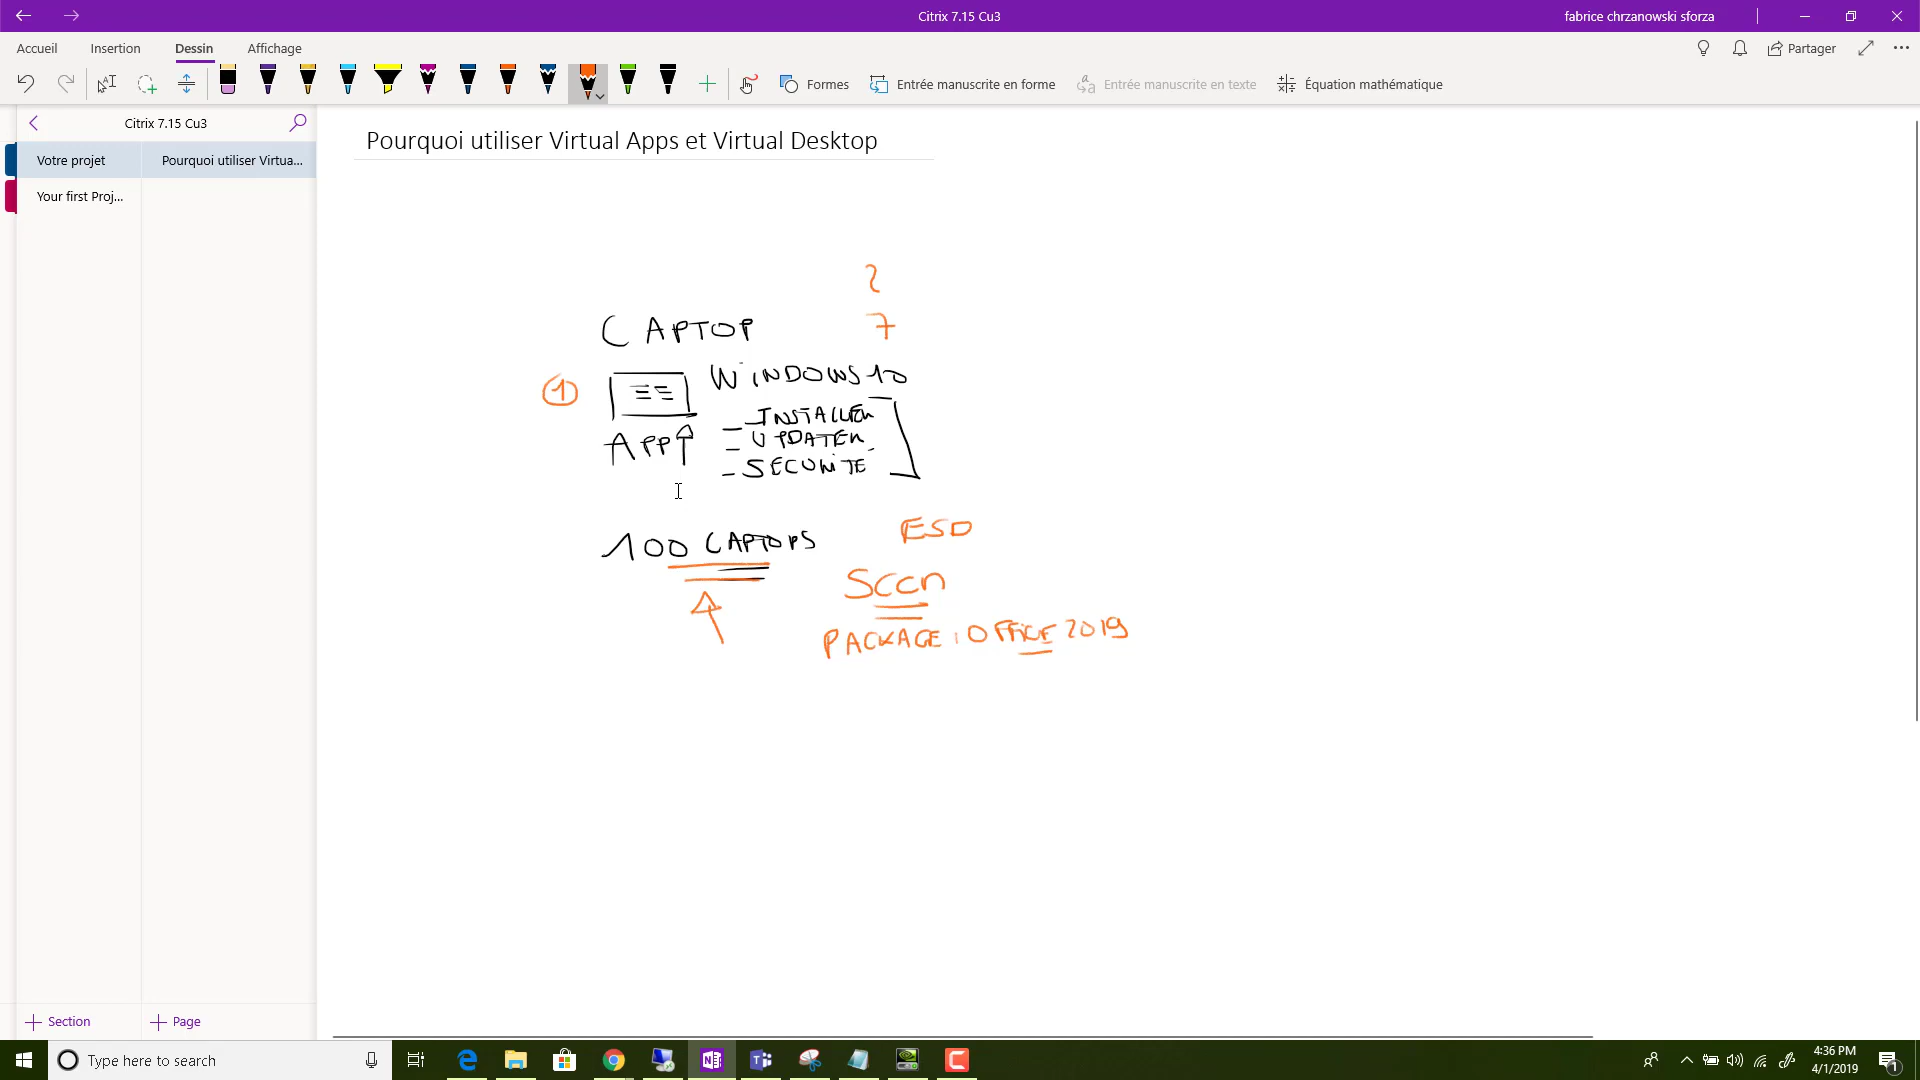 Citrix 7.15 Cu3
fabrice chrzanowski sforza
Accueil
Insertion
Dessin
Affichage
Partager
Formes
Entrée manuscrite en forme
Entrée manuscrite en texte
Équation mathématique
Citrix 7.15 Cu3
Votre projet
Your first Proj...
Pourquoi utiliser Virtua...
Pourquoi utiliser Virtual Apps et Virtual Desktop
2
7
LAPTOP
1
WINDOWS 10
APP
- INSTALLER
- UPDATER
- SECURITE
100 LAPTOPS
ESD
SCCM
PACKAGE : OFFICE 2019
Section
Page
Type here to search
4:36 PM
4/1/2019
1